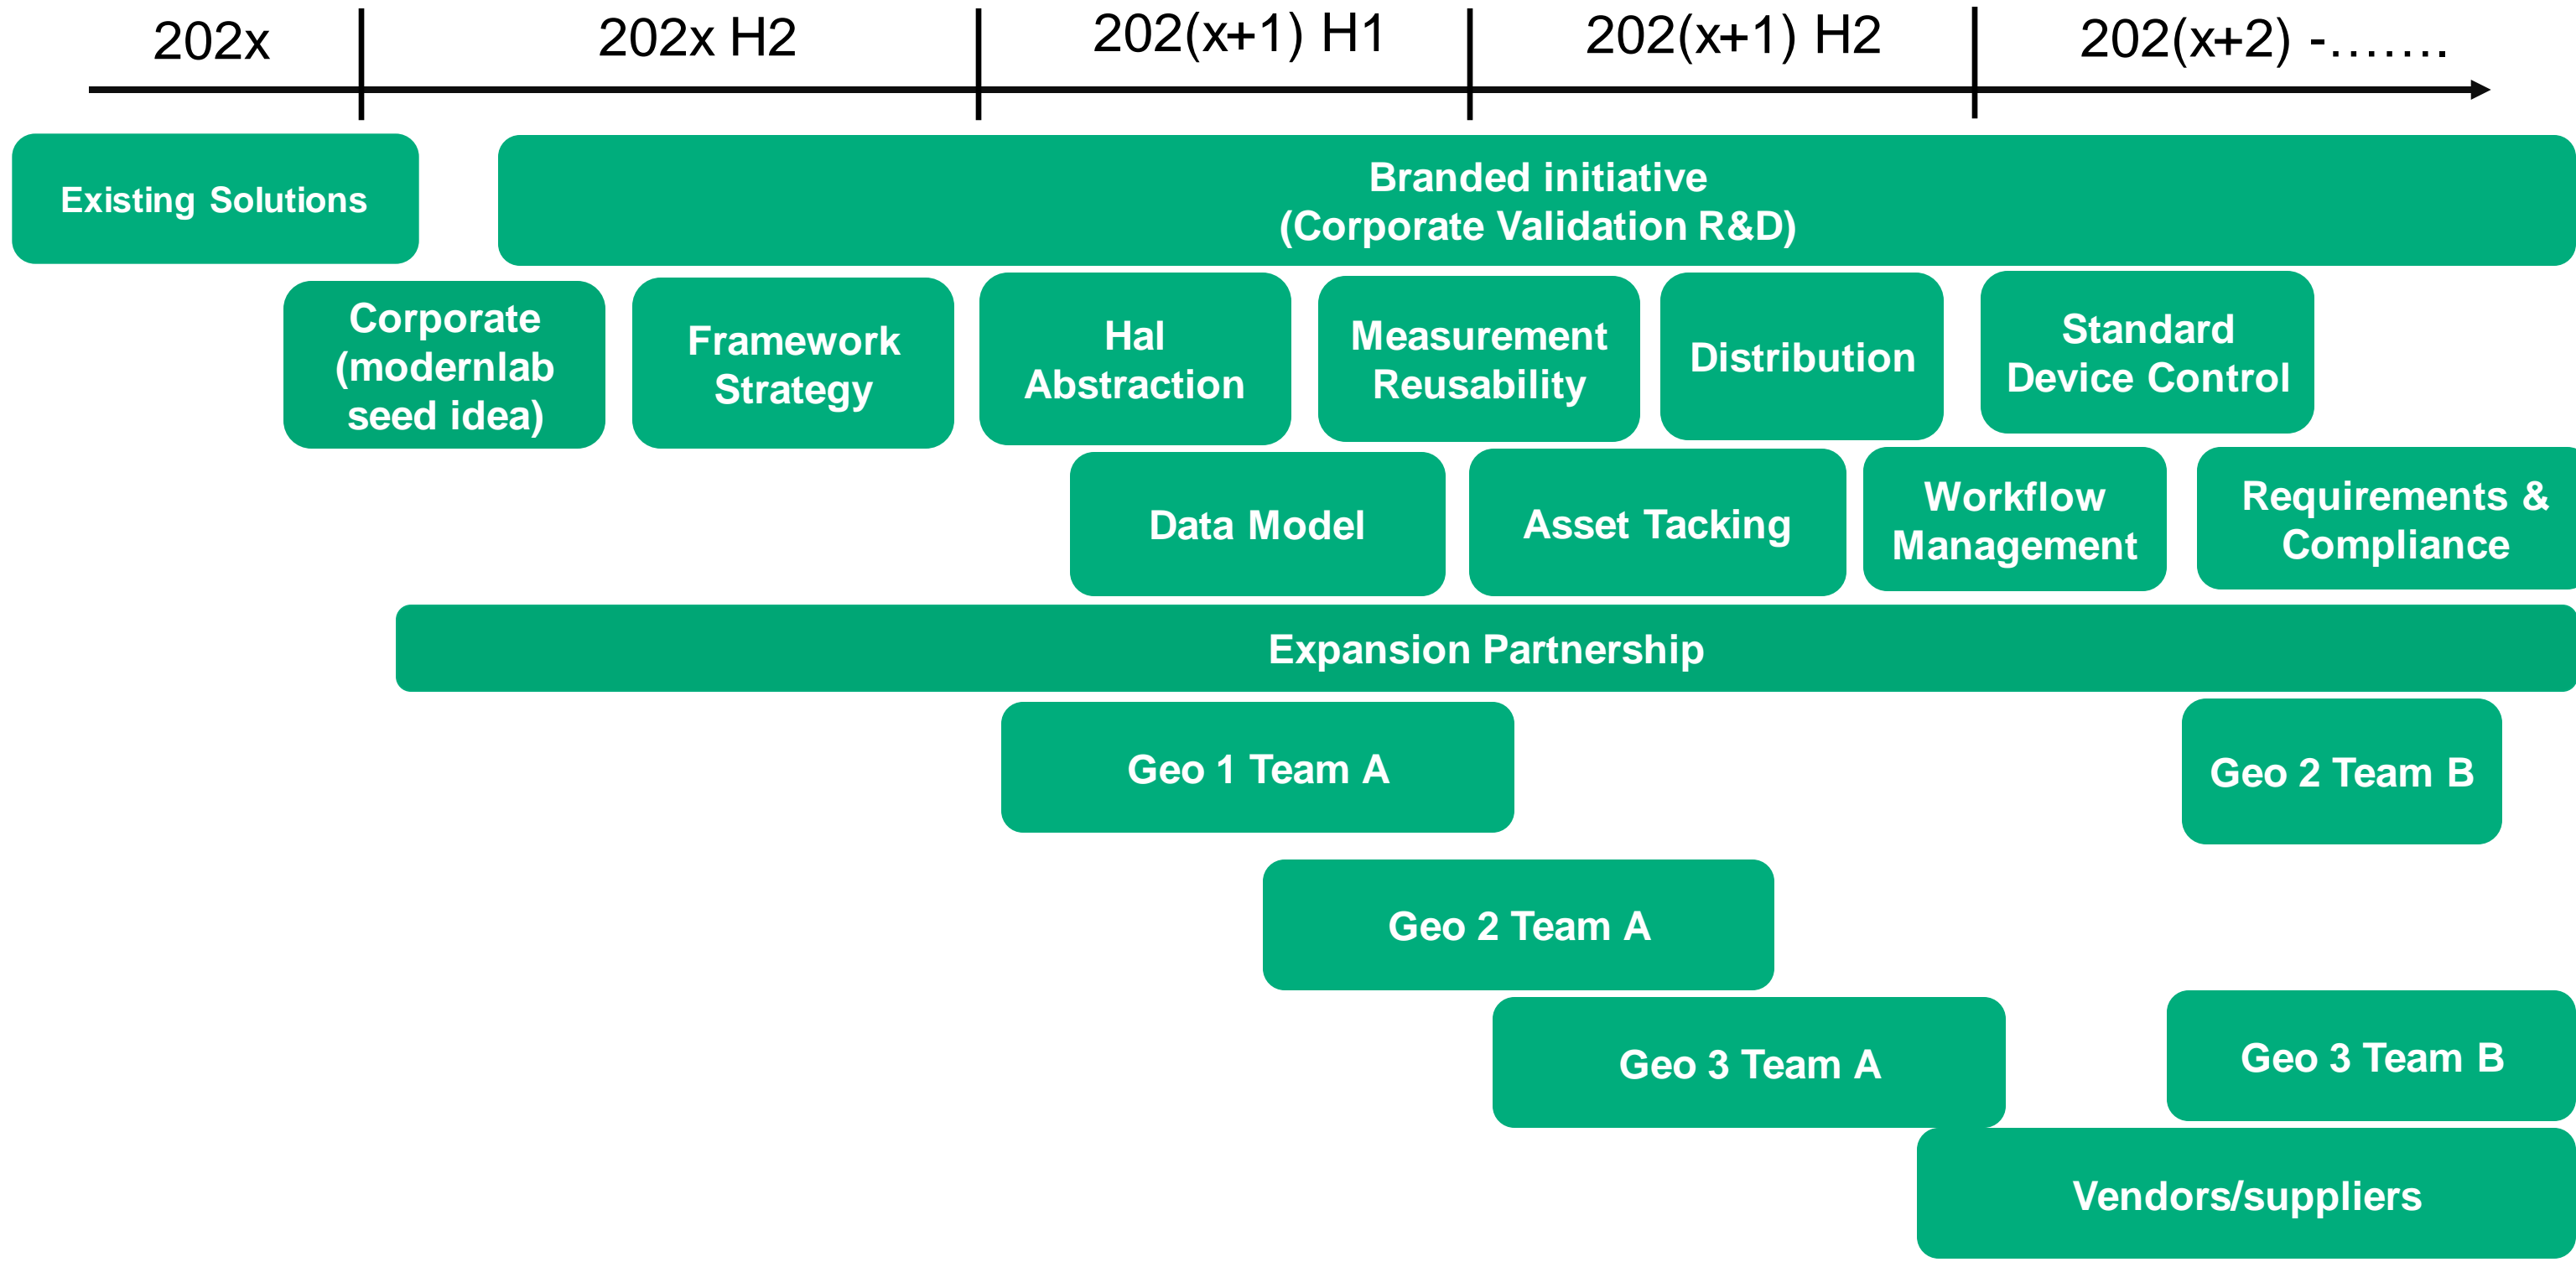 202x
202x H2
202(x+1) H1
202(x+1) H2
202(x+2) -.......
Existing Solutions
Branded initiative
(Corporate Validation R&D)
Corporate
(modernlab
seed idea)
Framework
Strategy
Hal
Abstraction
Measurement
Reusability
Distribution
Standard
Device Control
Data Model
Asset Tacking
Workflow
Management
Requirements &
Compliance
Expansion Partnership
Geo 1 Team A
Geo 2 Team B
Geo 2 Team A
Geo 3 Team A
Geo 3 Team B
Vendors/suppliers